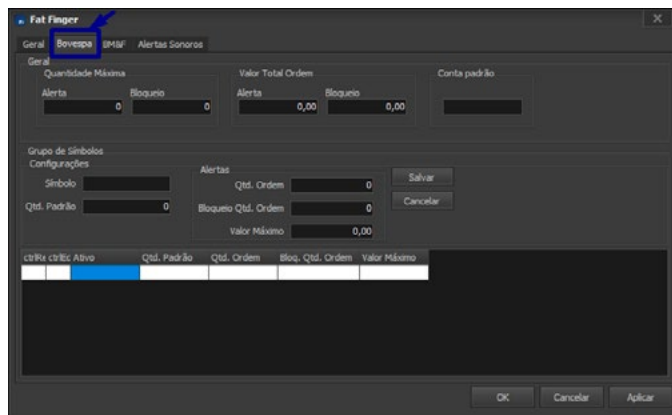 Fat Finger
Geral Bovespa BM&F Alertas Sonoros
Geral
Quantidade Máxima Valor Total Ordem Conta padrão
Alerta Bloqueio Alerta Bloqueio
0 0 0,00 0,00
Grupo de Símbolos
Configurações Alertas
Símbolo Qtd. Ordem 0 Salvar
Qtd. Padrão 0 Bloqueio Qtd. Ordem 0 Cancelar
Valor Máximo 0,00
ctrlRa ctrlEc Ativo Qtd. Padrão Qtd. Ordem Bloq. Qtd. Ordem Valor Máximo
OK Cancelar Aplicar